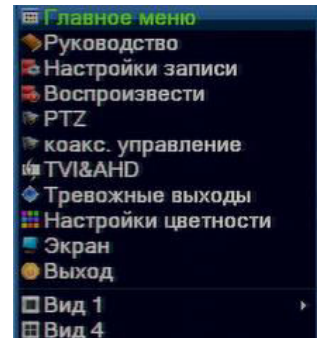 Главное меню
Руководство
Настройки записи
Воспроизвести
PTZ
коакс. управление
TVI&AHD
Тревожные выходы
Настройки цветности
Экран
Выход
Вид 1
Вид 4